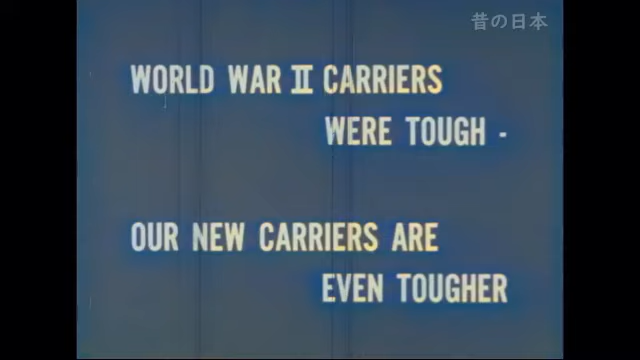 昔の日本
WORLD WAR II CARRIERS
WERE TOUGH -
OUR NEW CARRIERS ARE
EVEN TOUGHER